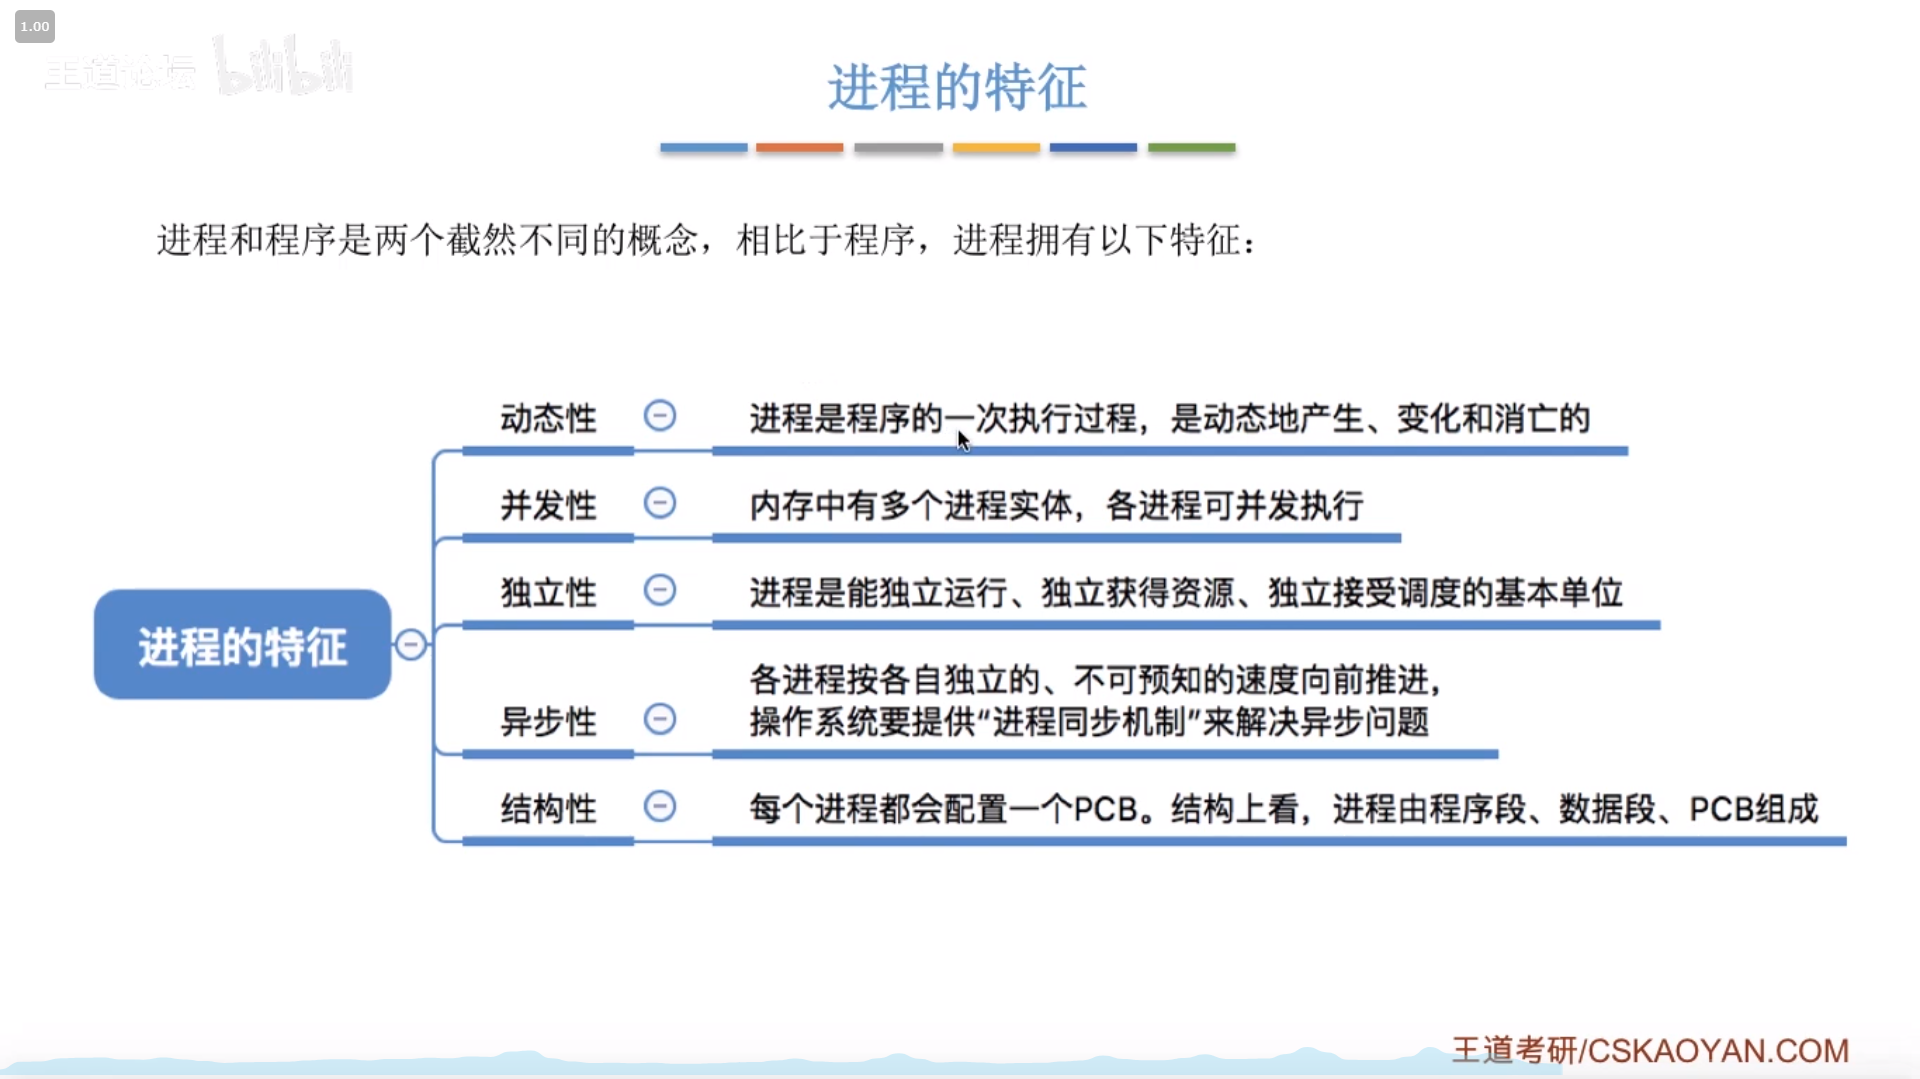 1.00
王道论坛 bilibili
进程的特征
进程和程序是两个截然不同的概念，相比于程序，进程拥有以下特征：
进程的特征
动态性 进程是程序的一次执行过程，是动态地产生、变化和消亡的
并发性 内存中有多个进程实体，各进程可并发执行
独立性 进程是能独立运行、独立获得资源、独立接受调度的基本单位
异步性 各进程按各自独立的、不可预知的速度向前推进，
操作系统要提供“进程同步机制”来解决异步问题
结构性 每个进程都会配置一个PCB。结构上看，进程由程序段、数据段、PCB组成
王道考研/CSKAOYAN.COM